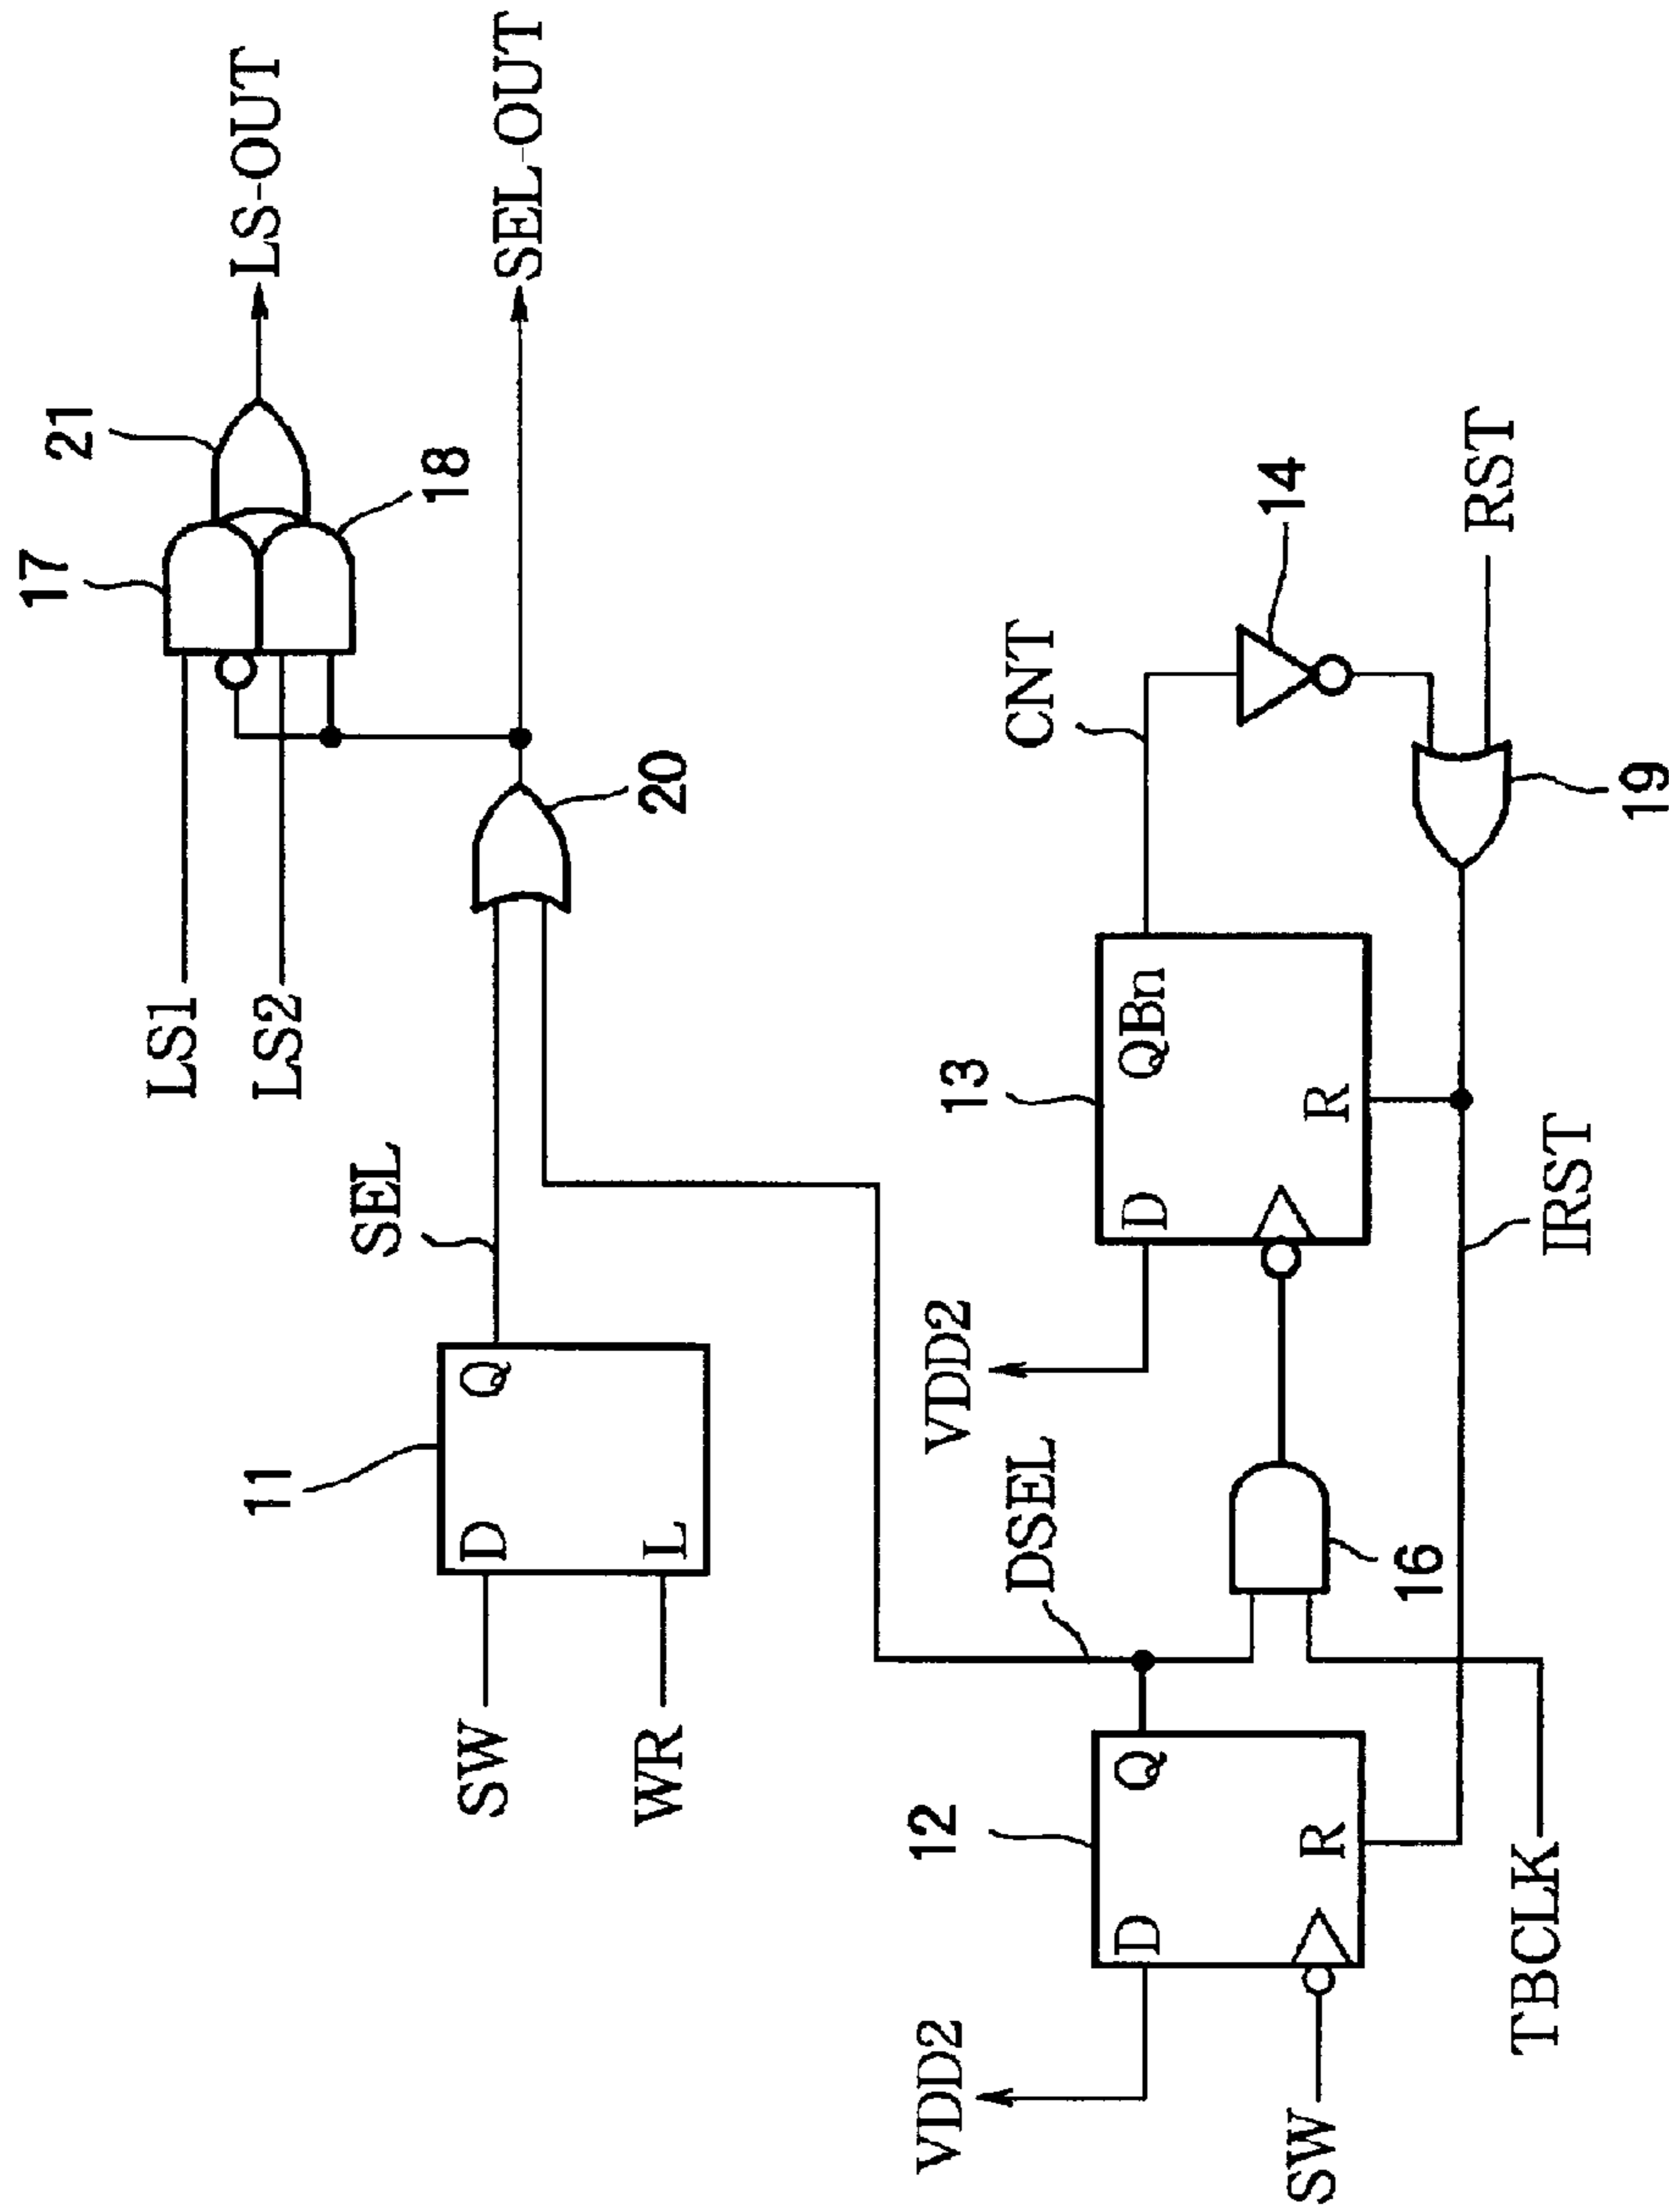 17
21
LS-OUT
LS1
LS2
18
SEL-OUT
11
SEL
20
SW
D
Q
WR
L
12
DSEL
VDD2
13
CNT
VDD2
D
Q
D
QBn
14
SW
R
16
R
RST
TBCLK
IRST
19